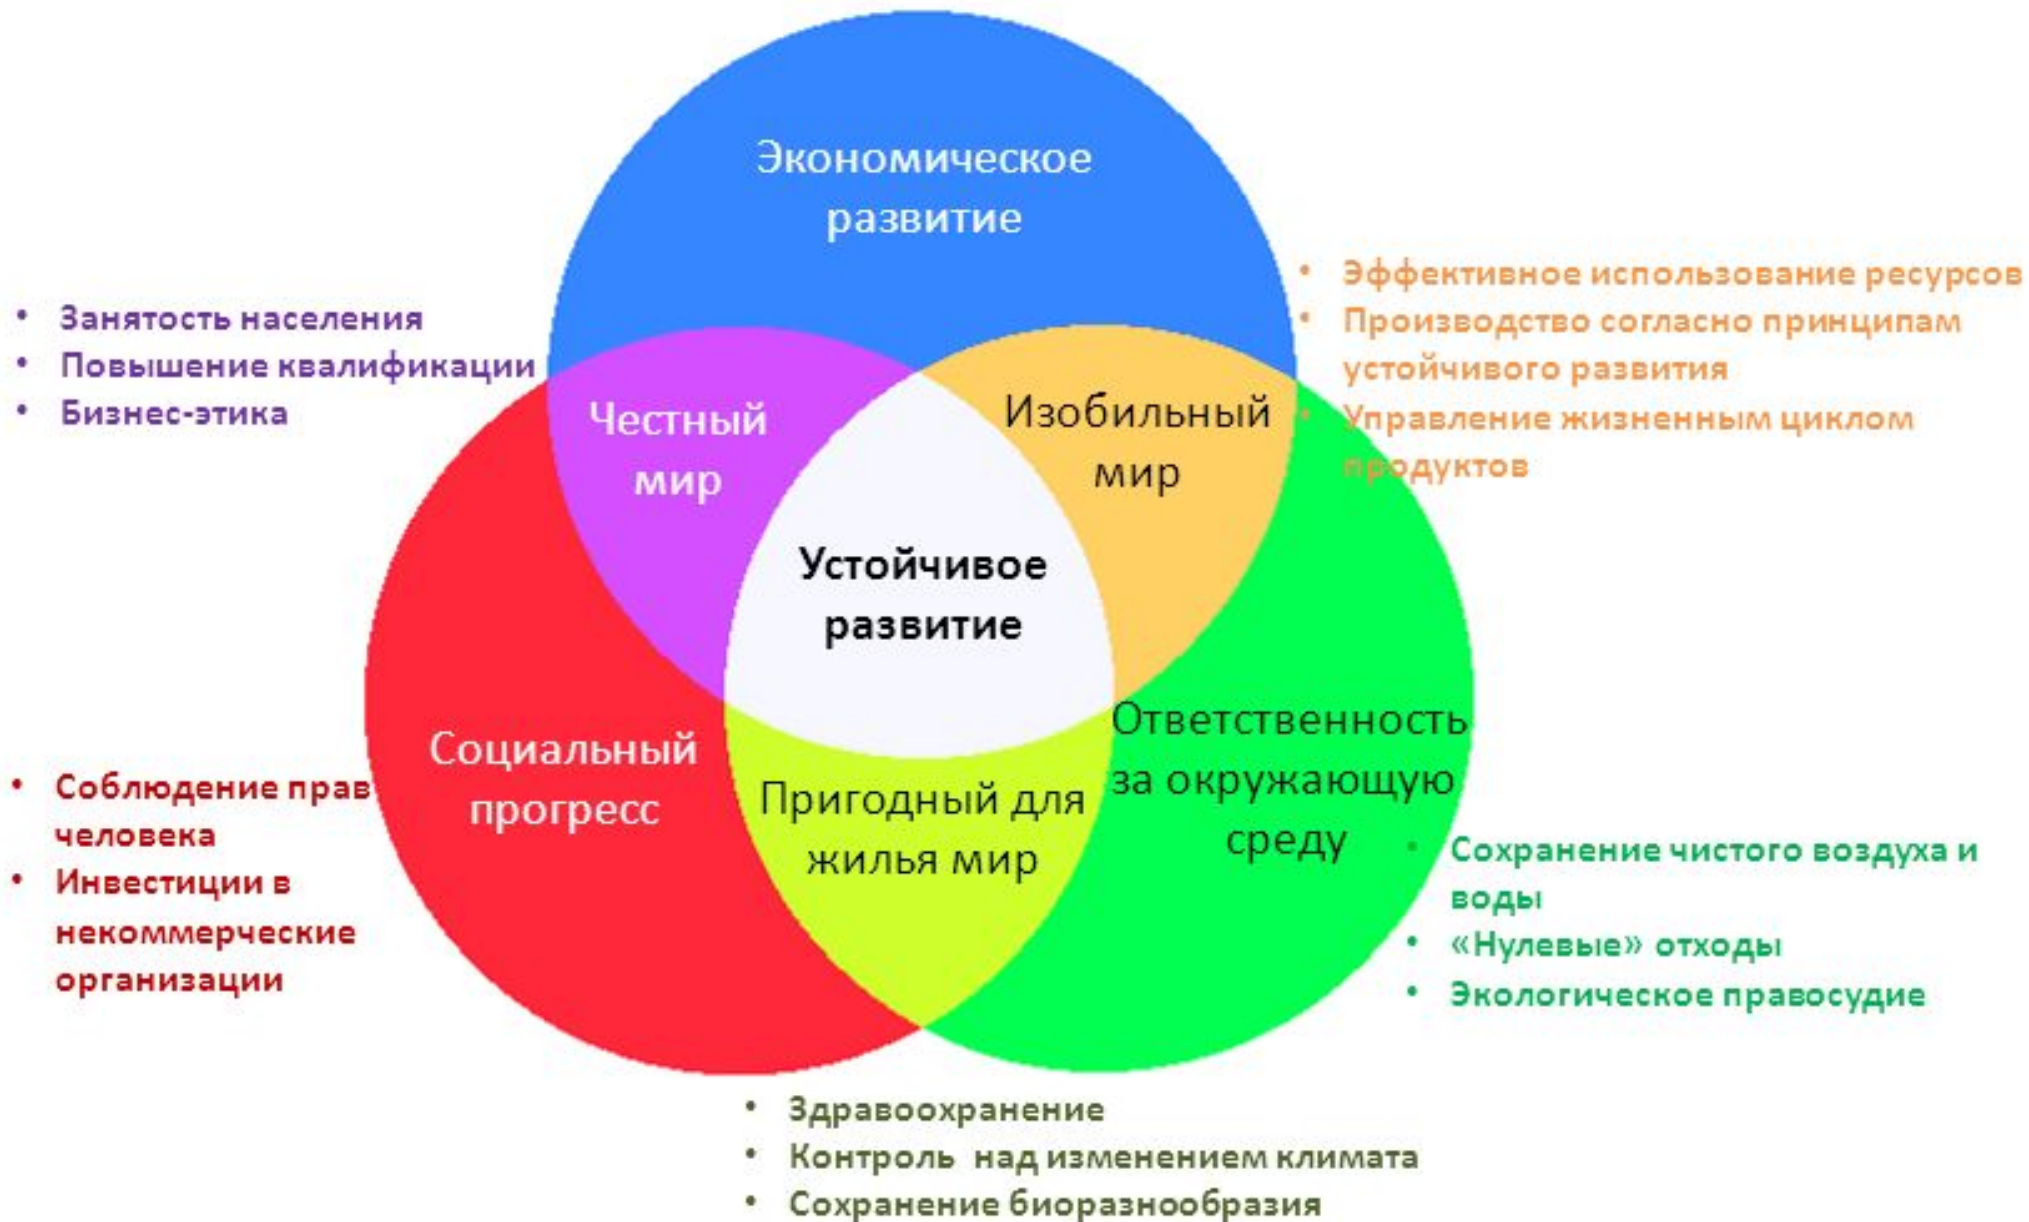 Экономическое
развитие
• Занятость населения
• Повышение квалификации
• Бизнес-этика
• Эффективное использование ресурсов
• Производство согласно принципам
устойчивого развития
• Управление жизненным циклом
продуктов
Честный
мир
Изобильный
мир
Устойчивое
развитие
Социальный
прогресс
Пригодный для
жилья мир
Ответственность
за окружающую
среду
• Соблюдение прав
человека
• Инвестиции в
некоммерческие
организации
• Сохранение чистого воздуха и
воды
• «Нулевые» отходы
• Экологическое правосудие
• Здравоохранение
• Контроль над изменением климата
• Сохранение биоразнообразия